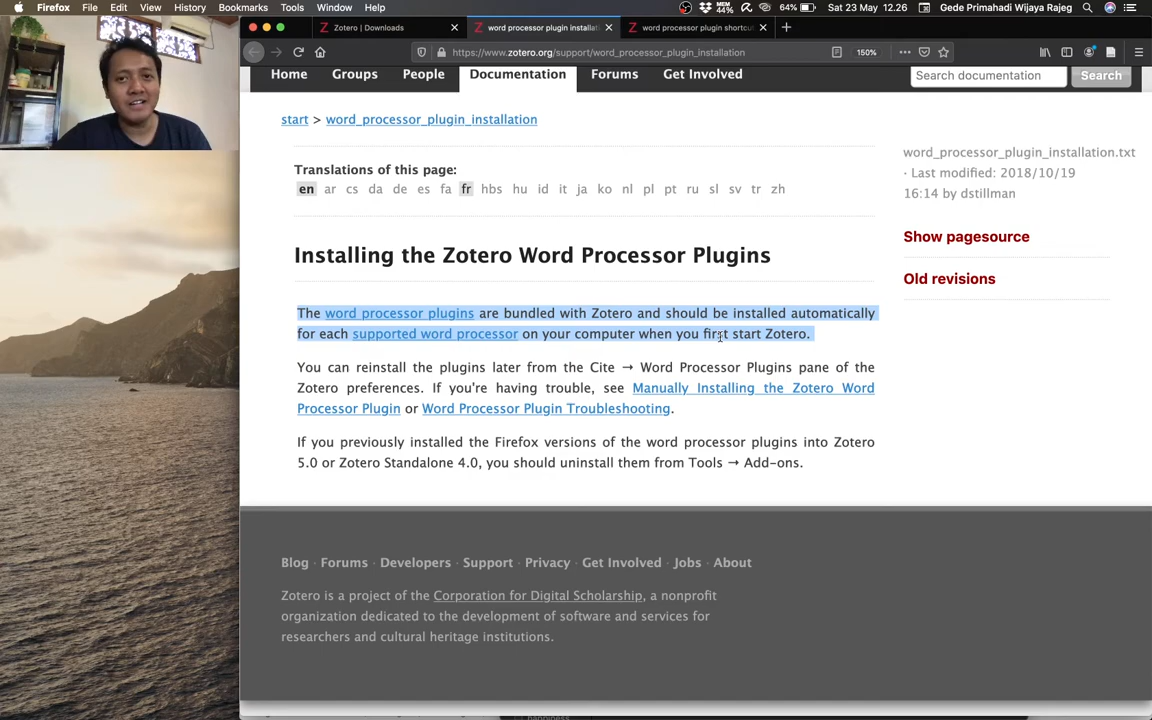 Firefox File Edit View History Bookmarks Tools Window Help MEM 44% 64% Sat 23 May 12.26 Gede Primahadi Wijaya Rajeg
Zotero | Downloads
word processor plugin installat
word processor plugin shortcut
https://www.zotero.org/support/word_processor_plugin_installation
150%
Home Groups People Documentation Forums Get Involved
Search documentation
Search
start > word_processor_plugin_installation
Translations of this page:
en ar cs da de es fa fr hbs hu id it ja ko nl pl pt ru sl sv tr zh
word_processor_plugin_installation.txt
· Last modified: 2018/10/19
16:14 by dstillman
Show pagesource
Old revisions
Installing the Zotero Word Processor Plugins
The word processor plugins are bundled with Zotero and should be installed automatically
for each supported word processor on your computer when you first start Zotero.
You can reinstall the plugins later from the Cite → Word Processor Plugins pane of the
Zotero preferences. If you're having trouble, see Manually Installing the Zotero Word
Processor Plugin or Word Processor Plugin Troubleshooting.
If you previously installed the Firefox versions of the word processor plugins into Zotero
5.0 or Zotero Standalone 4.0, you should uninstall them from Tools → Add-ons.
Blog · Forums · Developers · Support · Privacy · Get Involved · Jobs · About
Zotero is a project of the Corporation for Digital Scholarship, a nonprofit
organization dedicated to the development of software and services for
researchers and cultural heritage institutions.